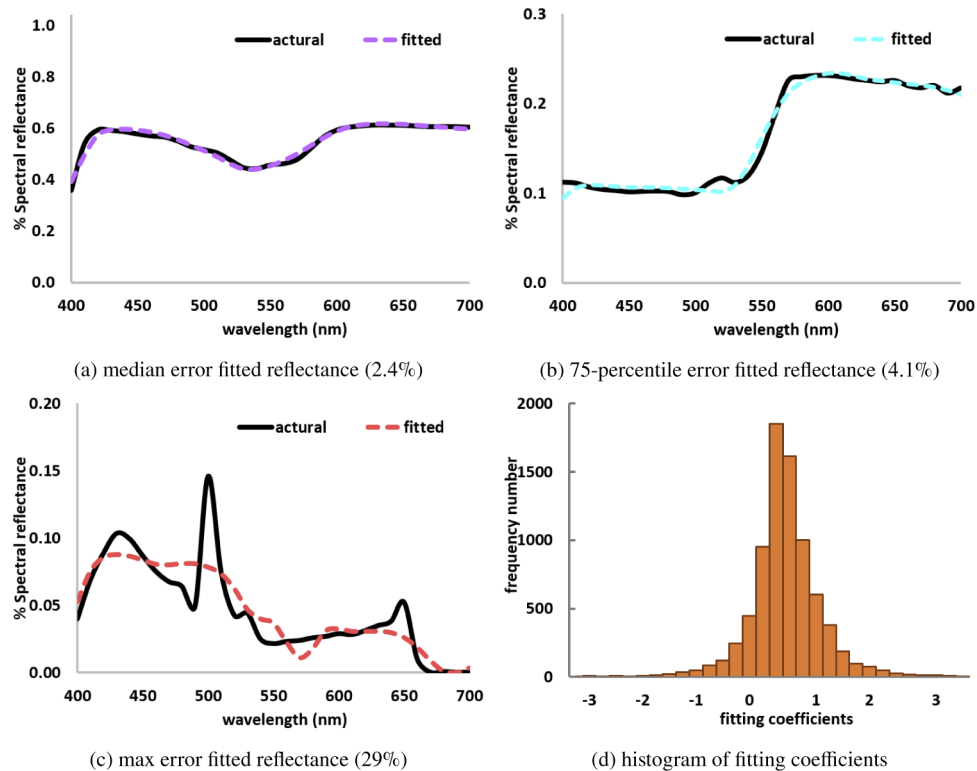 1.0
0.8
0.6
0.4
0.2
0.0
% Spectral reflectance
actural fitted
400 450 500 550 600 650 700
wavelength (nm)
(a) median error fitted reflectance (2.4%)
0.3
0.2
0.1
0.0
% Spectral reflectance
actural fitted
400 450 500 550 600 650 700
wavelength (nm)
(b) 75-percentile error fitted reflectance (4.1%)
0.20
0.15
0.10
0.05
0.00
% Spectral reflectance
actural fitted
400 450 500 550 600 650 700
wavelength (nm)
(c) max error fitted reflectance (29%)
2000
1500
1000
500
0
frequency number
-3 -2 -1 0 1 2 3
fitting coefficients
(d) histogram of fitting coefficients